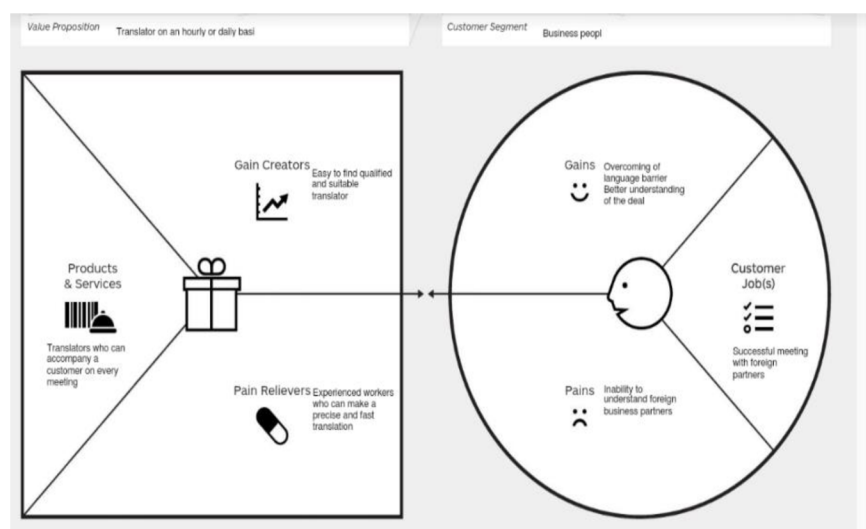 Value Proposition
Translator on an hourly or daily basi
Customer Segment
Business peopl
Gain Creators
Easy to find qualified
and suitable
translator
Products
& Services
Translators who can
accompany a
customer on every
meeting
Pain Relievers
Experienced workers
who can make a
precise and fast
translation
Gains
Overcoming of
language barrier
Better understanding
of the deal
Customer
Job(s)
Successful meeting
with foreign
partners
Pains
Inability to
understand foreign
business partners